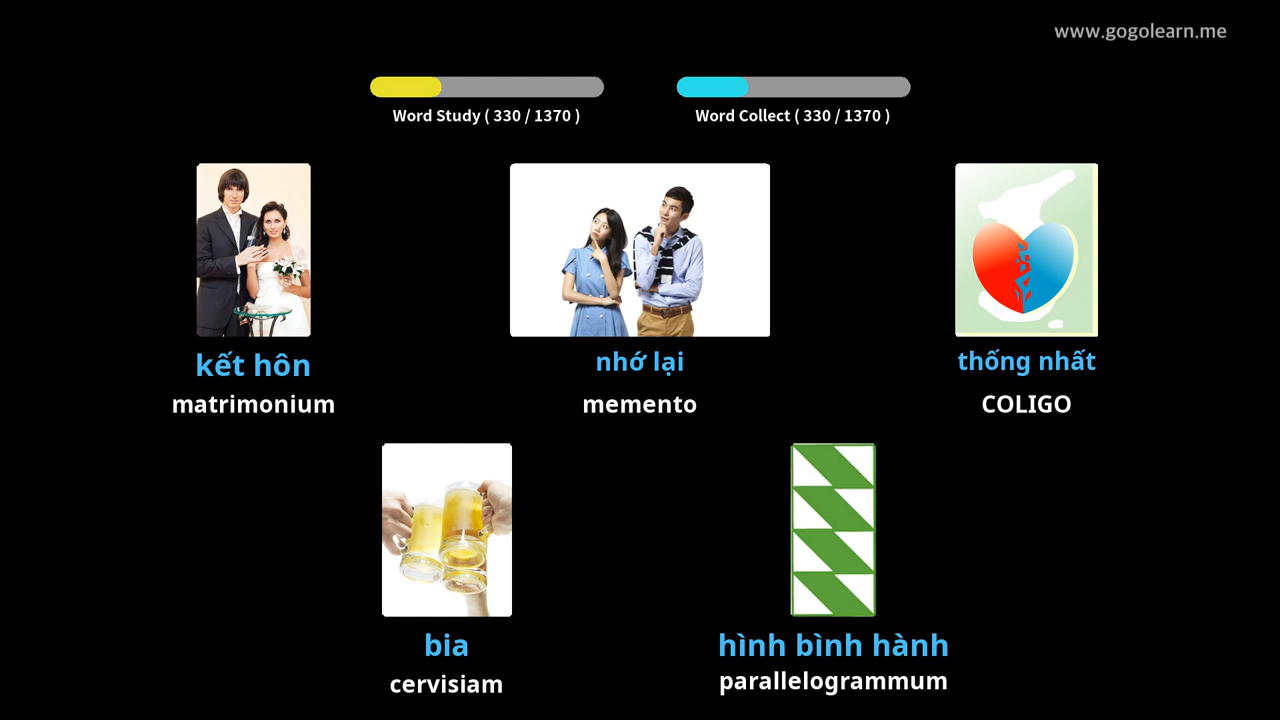 www.gogolearn.me
Word Study ( 330 / 1370 )
Word Collect ( 330 / 1370 )
kết hôn
matrimonium
nhớ lại
memento
thống nhất
COLIGO
bia
cervisiam
hình bình hành
parallelogrammum